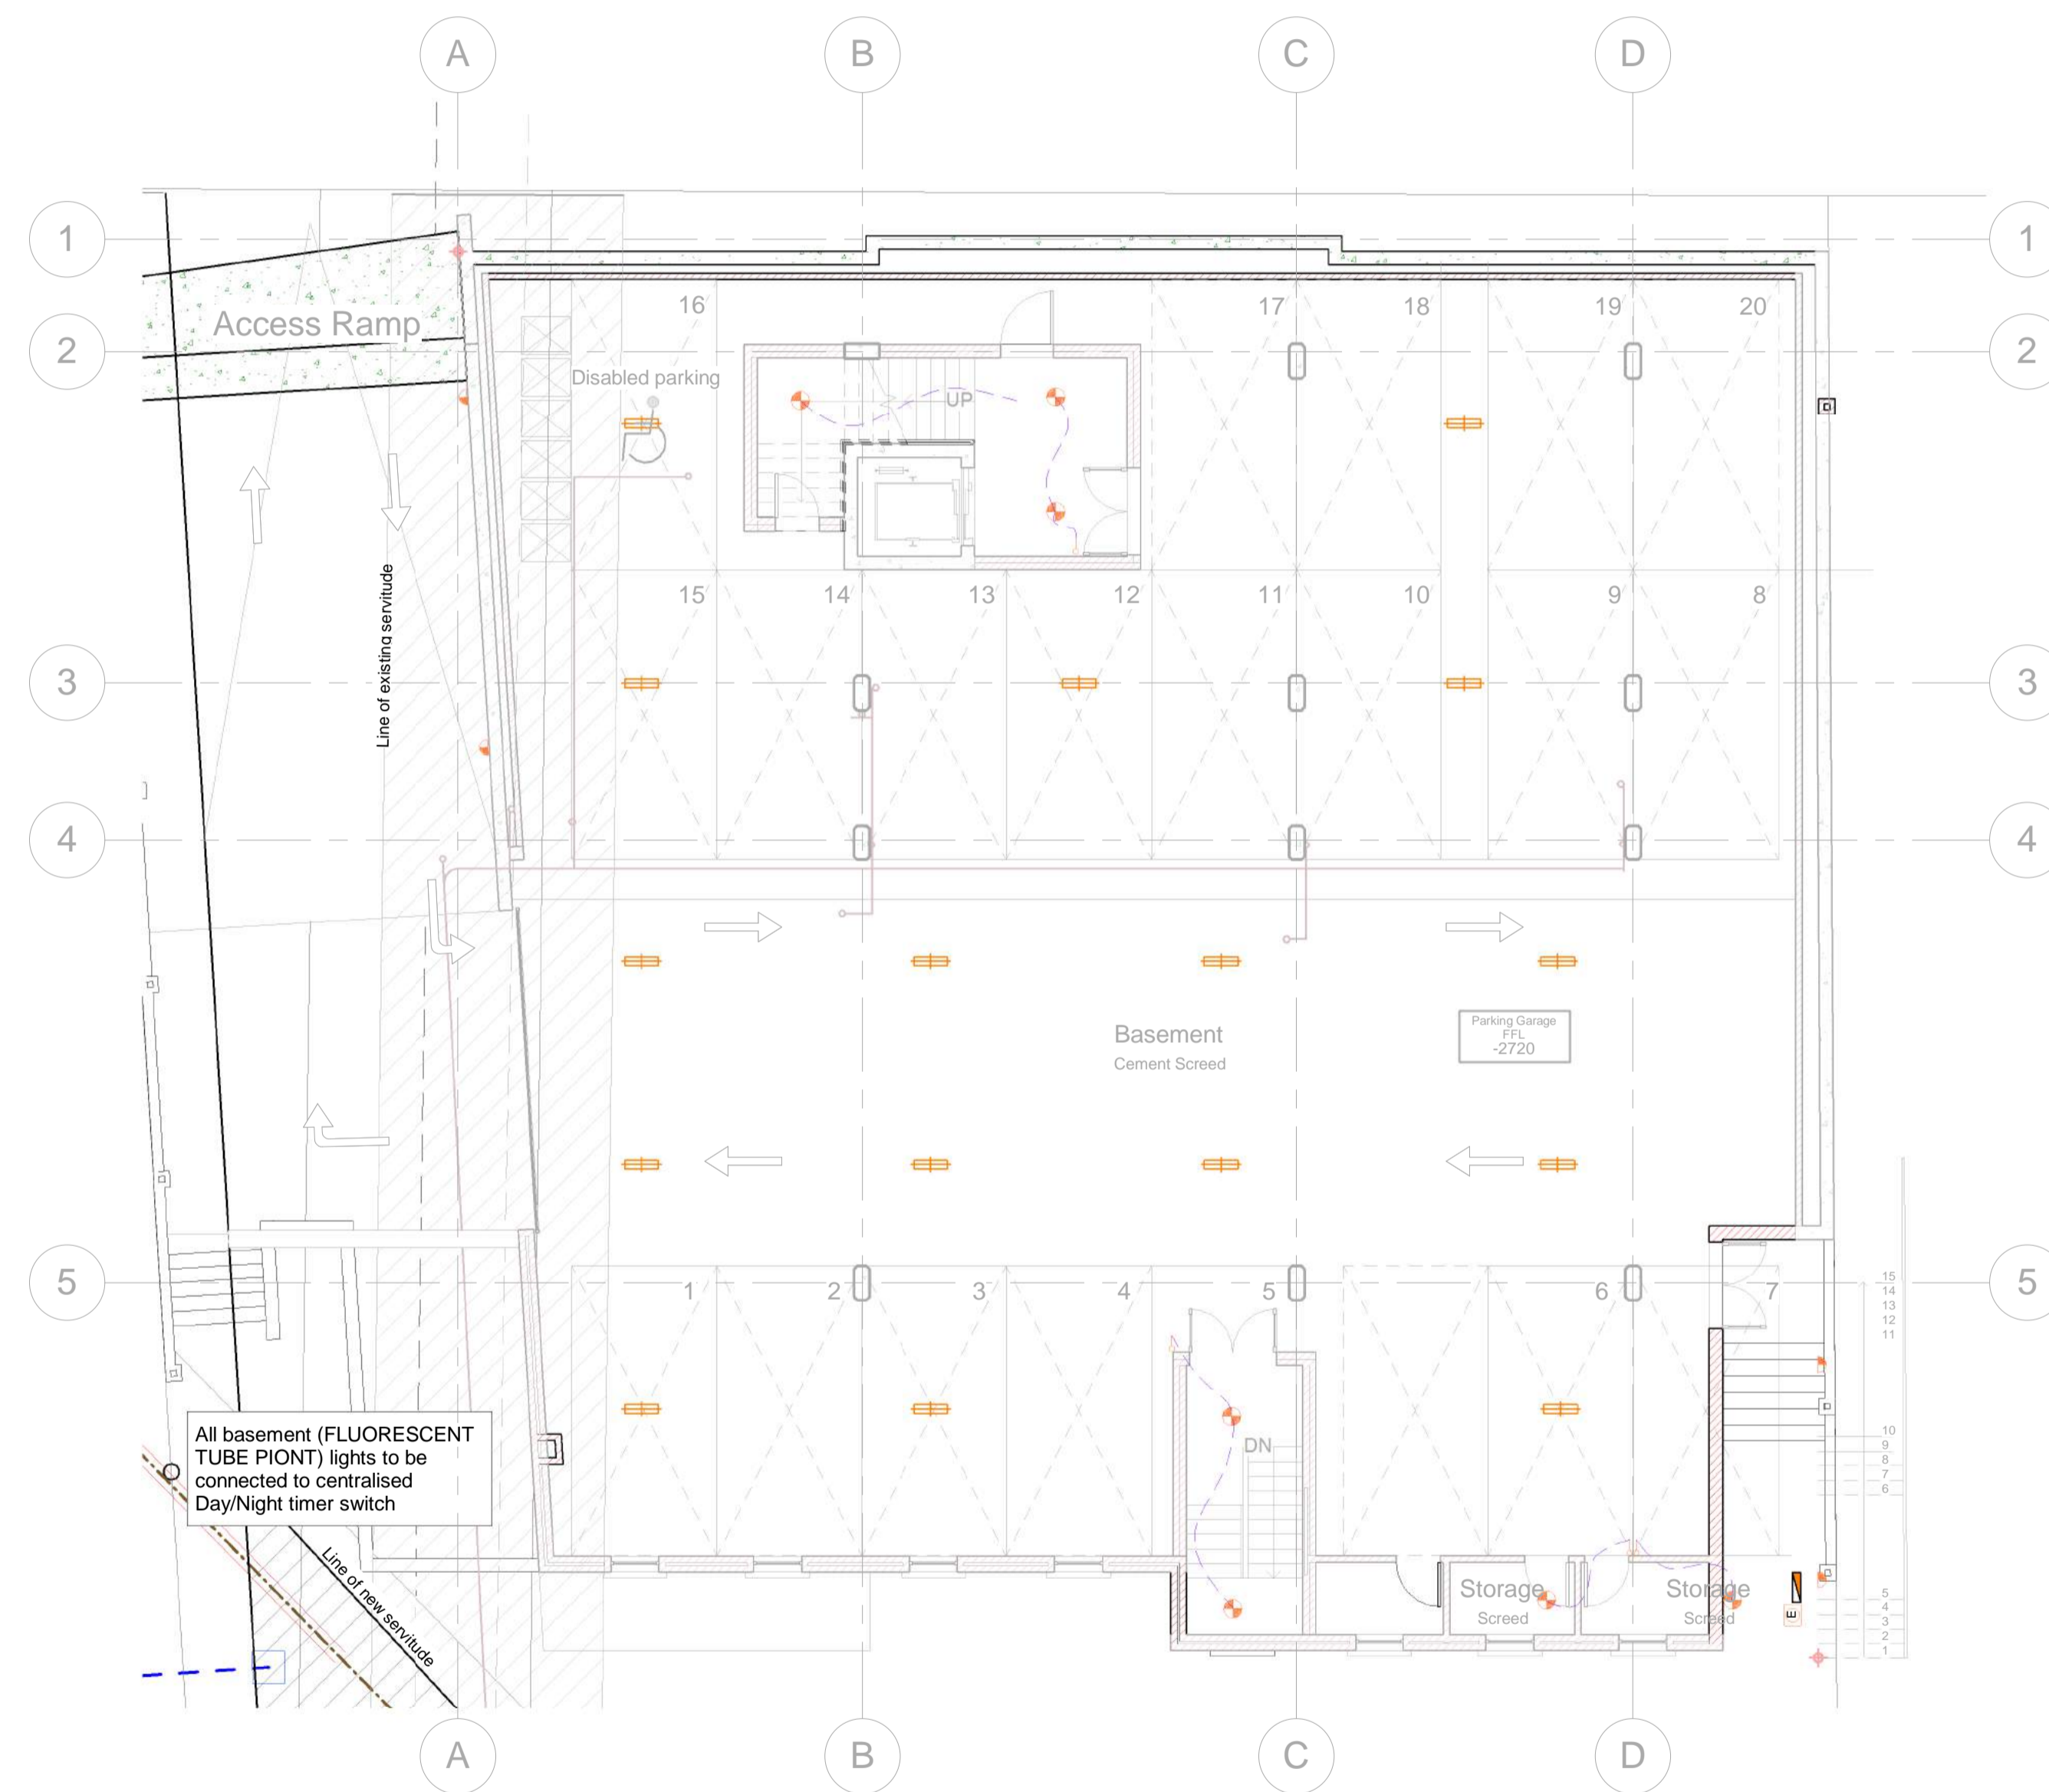 A
B
C
D
1
1
16
17
18
19
20
Access Ramp
2
2
Disabled parking
UP
Line of existing servitude
15
14
13
12
11
10
9
8
3
3
4
4
Basement
Cement Screed
Parking Garage
FFL
-2720
5
1
2
3
4
5
6
7
5
15
14
13
12
11
All basement (FLUORESCENT
TUBE PIONT) lights to be
connected to centralised
Day/Night timer switch
DN
10
9
8
7
6
Line of new servitude
Storage
Screed
Storage
Screed
E
5
4
3
2
1
A
B
C
D